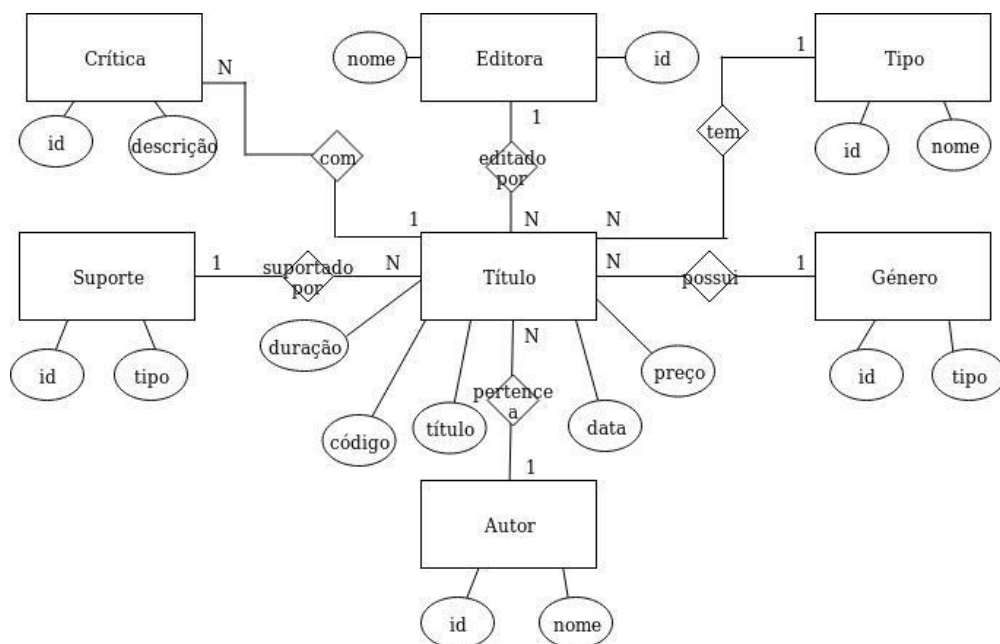 Crítica
N
nome
Editora
id
1
Tipo
id
descrição
com
1
editado
por
tem
id
nome
1
N
N
Suporte
1
suportado
por
N
Título
N
possui
1
Género
duração
N
id
tipo
preço
id
tipo
pertence
a
código
título
data
1
Autor
id
nome